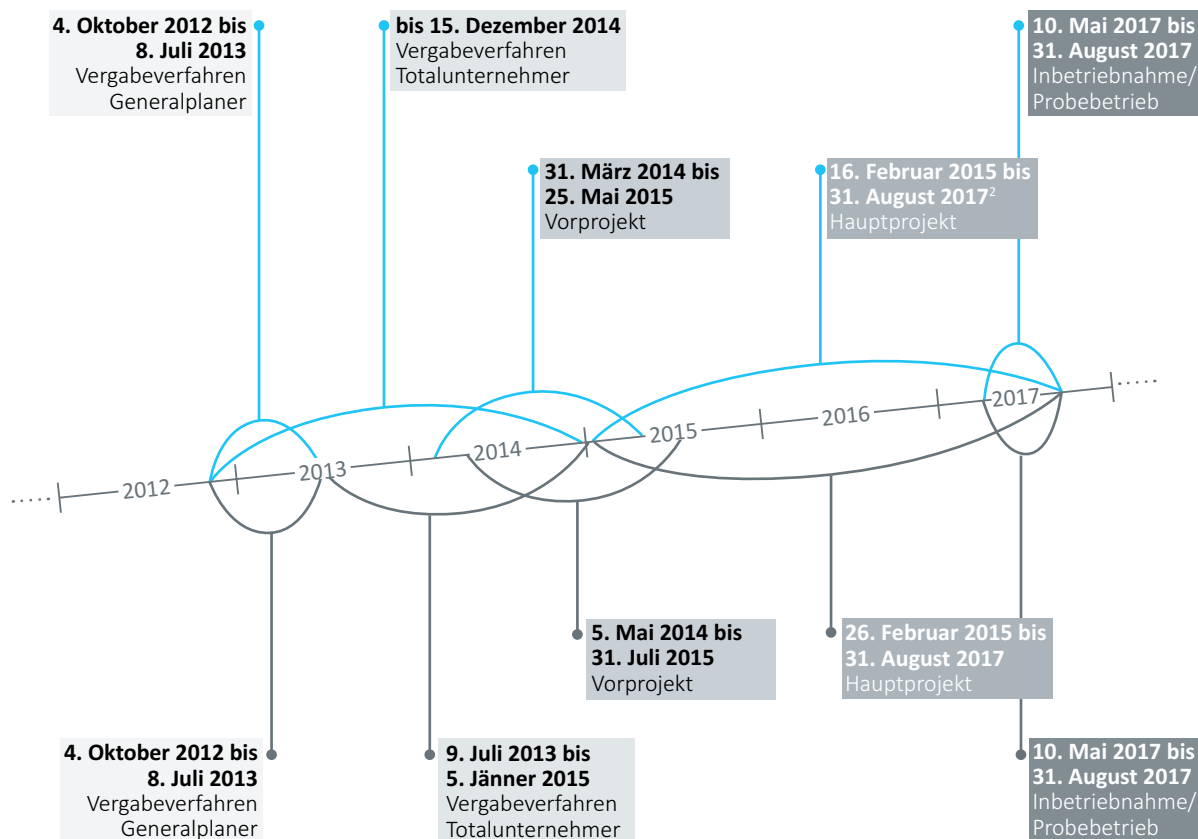 4. Oktober 2012 bis
8. Juli 2013
Vergabeverfahren
Generalplaner
bis 15. Dezember 2014
Vergabeverfahren
Totalunternehmer
10. Mai 2017 bis
31. August 2017
Inbetriebnahme/
Probebetrieb
31. März 2014 bis
25. Mai 2015
Vorprojekt
16. Februar 2015 bis
31. August 2017²
Hauptprojekt
..... 2012 2013 2014 2015 2016 2017 .....
5. Mai 2014 bis
31. Juli 2015
Vorprojekt
26. Februar 2015 bis
31. August 2017
Hauptprojekt
4. Oktober 2012 bis
8. Juli 2013
Vergabeverfahren
Generalplaner
9. Juli 2013 bis
5. Jänner 2015
Vergabeverfahren
Totalunternehmer
10. Mai 2017 bis
31. August 2017
Inbetriebnahme/
Probebetrieb